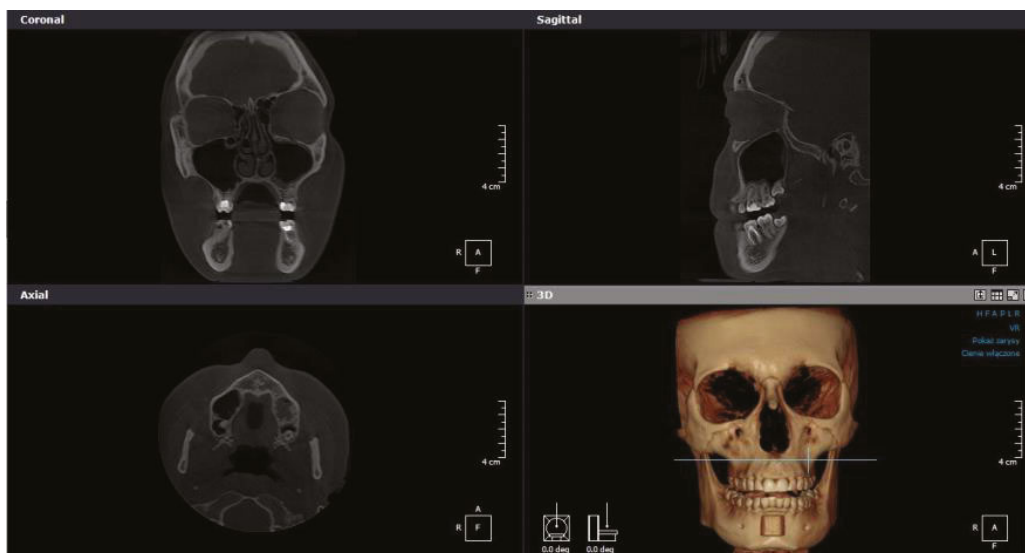 Coronal
4 cm
R A
F
Sagittal
4 cm
A L
F
Axial
4 cm
A
R F
3D
H F A P L R
VR
Pokaż zarysy
Cienie włączone
4 cm
0.0 deg
0.0 deg
R A
F